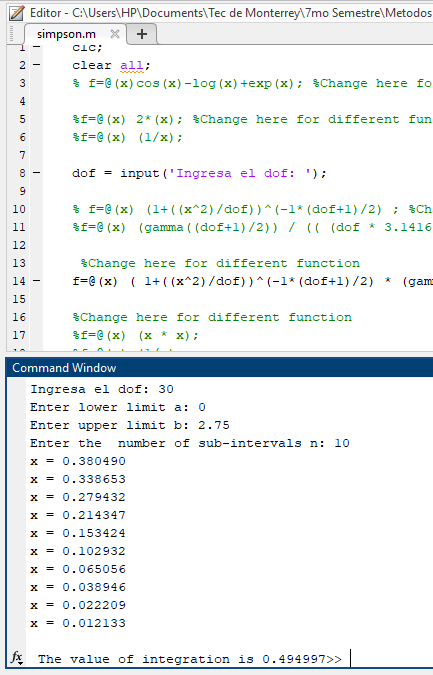 Editor - C:\Users\HP\Documents\Tec de Monterrey\7mo Semestre\Metodos
simpson.m × +
1 - clc;
2 - clear all;
3 % f=@(x)cos(x)-log(x)+exp(x); %Change here fo
4
5 %f=@(x) 2*(x); %Change here for different fun
6 %f=@(x) (1/x);
7
8 - dof = input('Ingresa el dof: ');
9
10 % f=@(x) (1+((x^2)/dof))^(-1*(dof+1)/2) ; %Ch
11 %f=@(x) (gamma((dof+1)/2)) / (( (dof * 3.1416
12
13 %Change here for different function
14 - f=@(x) ( 1+((x^2)/dof))^(-1*(dof+1)/2) * (gam
15
16 %Change here for different function
17 %f=@(x) (x * x);
Command Window
Ingresa el dof: 30
Enter lower limit a: 0
Enter upper limit b: 2.75
Enter the  number of sub-intervals n: 10
x = 0.380490
x = 0.338653
x = 0.279432
x = 0.214347
x = 0.153424
x = 0.102932
x = 0.065056
x = 0.038946
x = 0.022209
x = 0.012133
fx The value of integration is 0.494997>>